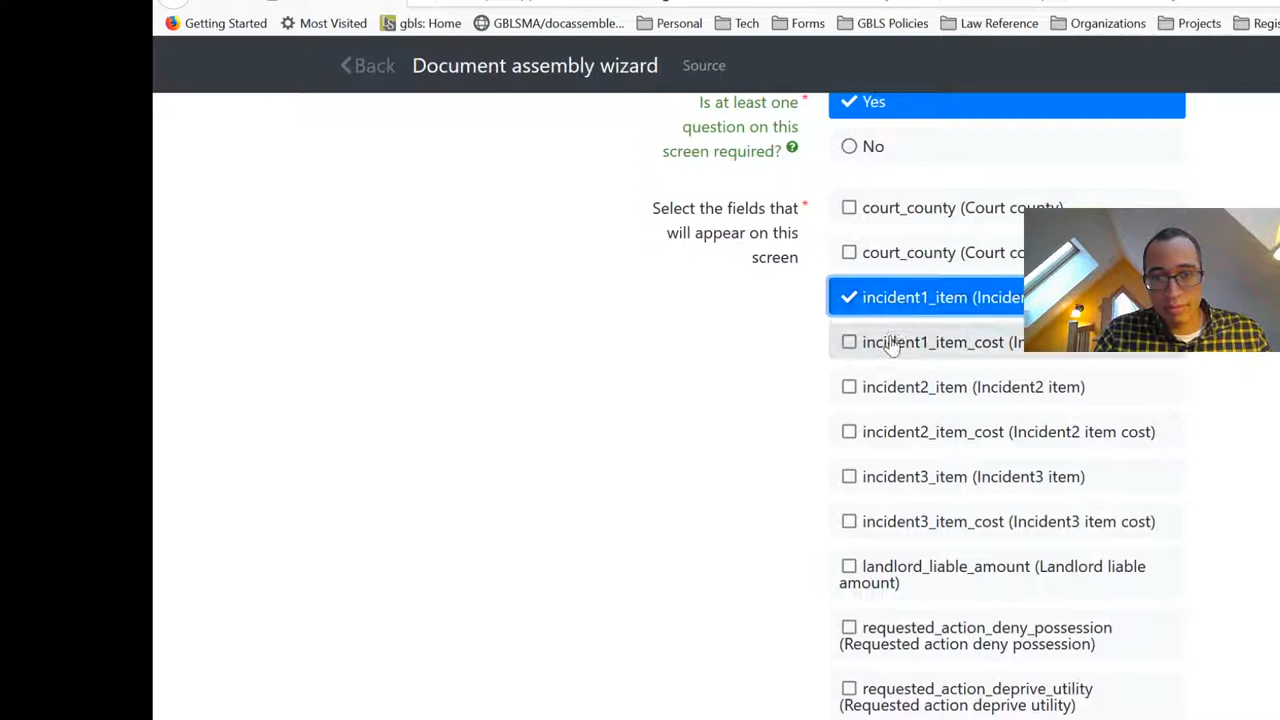 Getting Started Most Visited gbls: Home GBLSMA/docassemble... Personal Tech Forms GBLS Policies Law Reference Organizations Projects Regis
Back Document assembly wizard Source
Is at least one * Yes
question on this
screen required? ? No
Select the fields that * court_county (Court county)
will appear on this
screen court_county (Court co
incident1_item (Incide
incident1_item_cost (I
incident2_item (Incident2 item)
incident2_item_cost (Incident2 item cost)
incident3_item (Incident3 item)
incident3_item_cost (Incident3 item cost)
landlord_liable_amount (Landlord liable
amount)
requested_action_deny_possession
(Requested action deny possession)
requested_action_deprive_utility
(Requested action deprive utility)